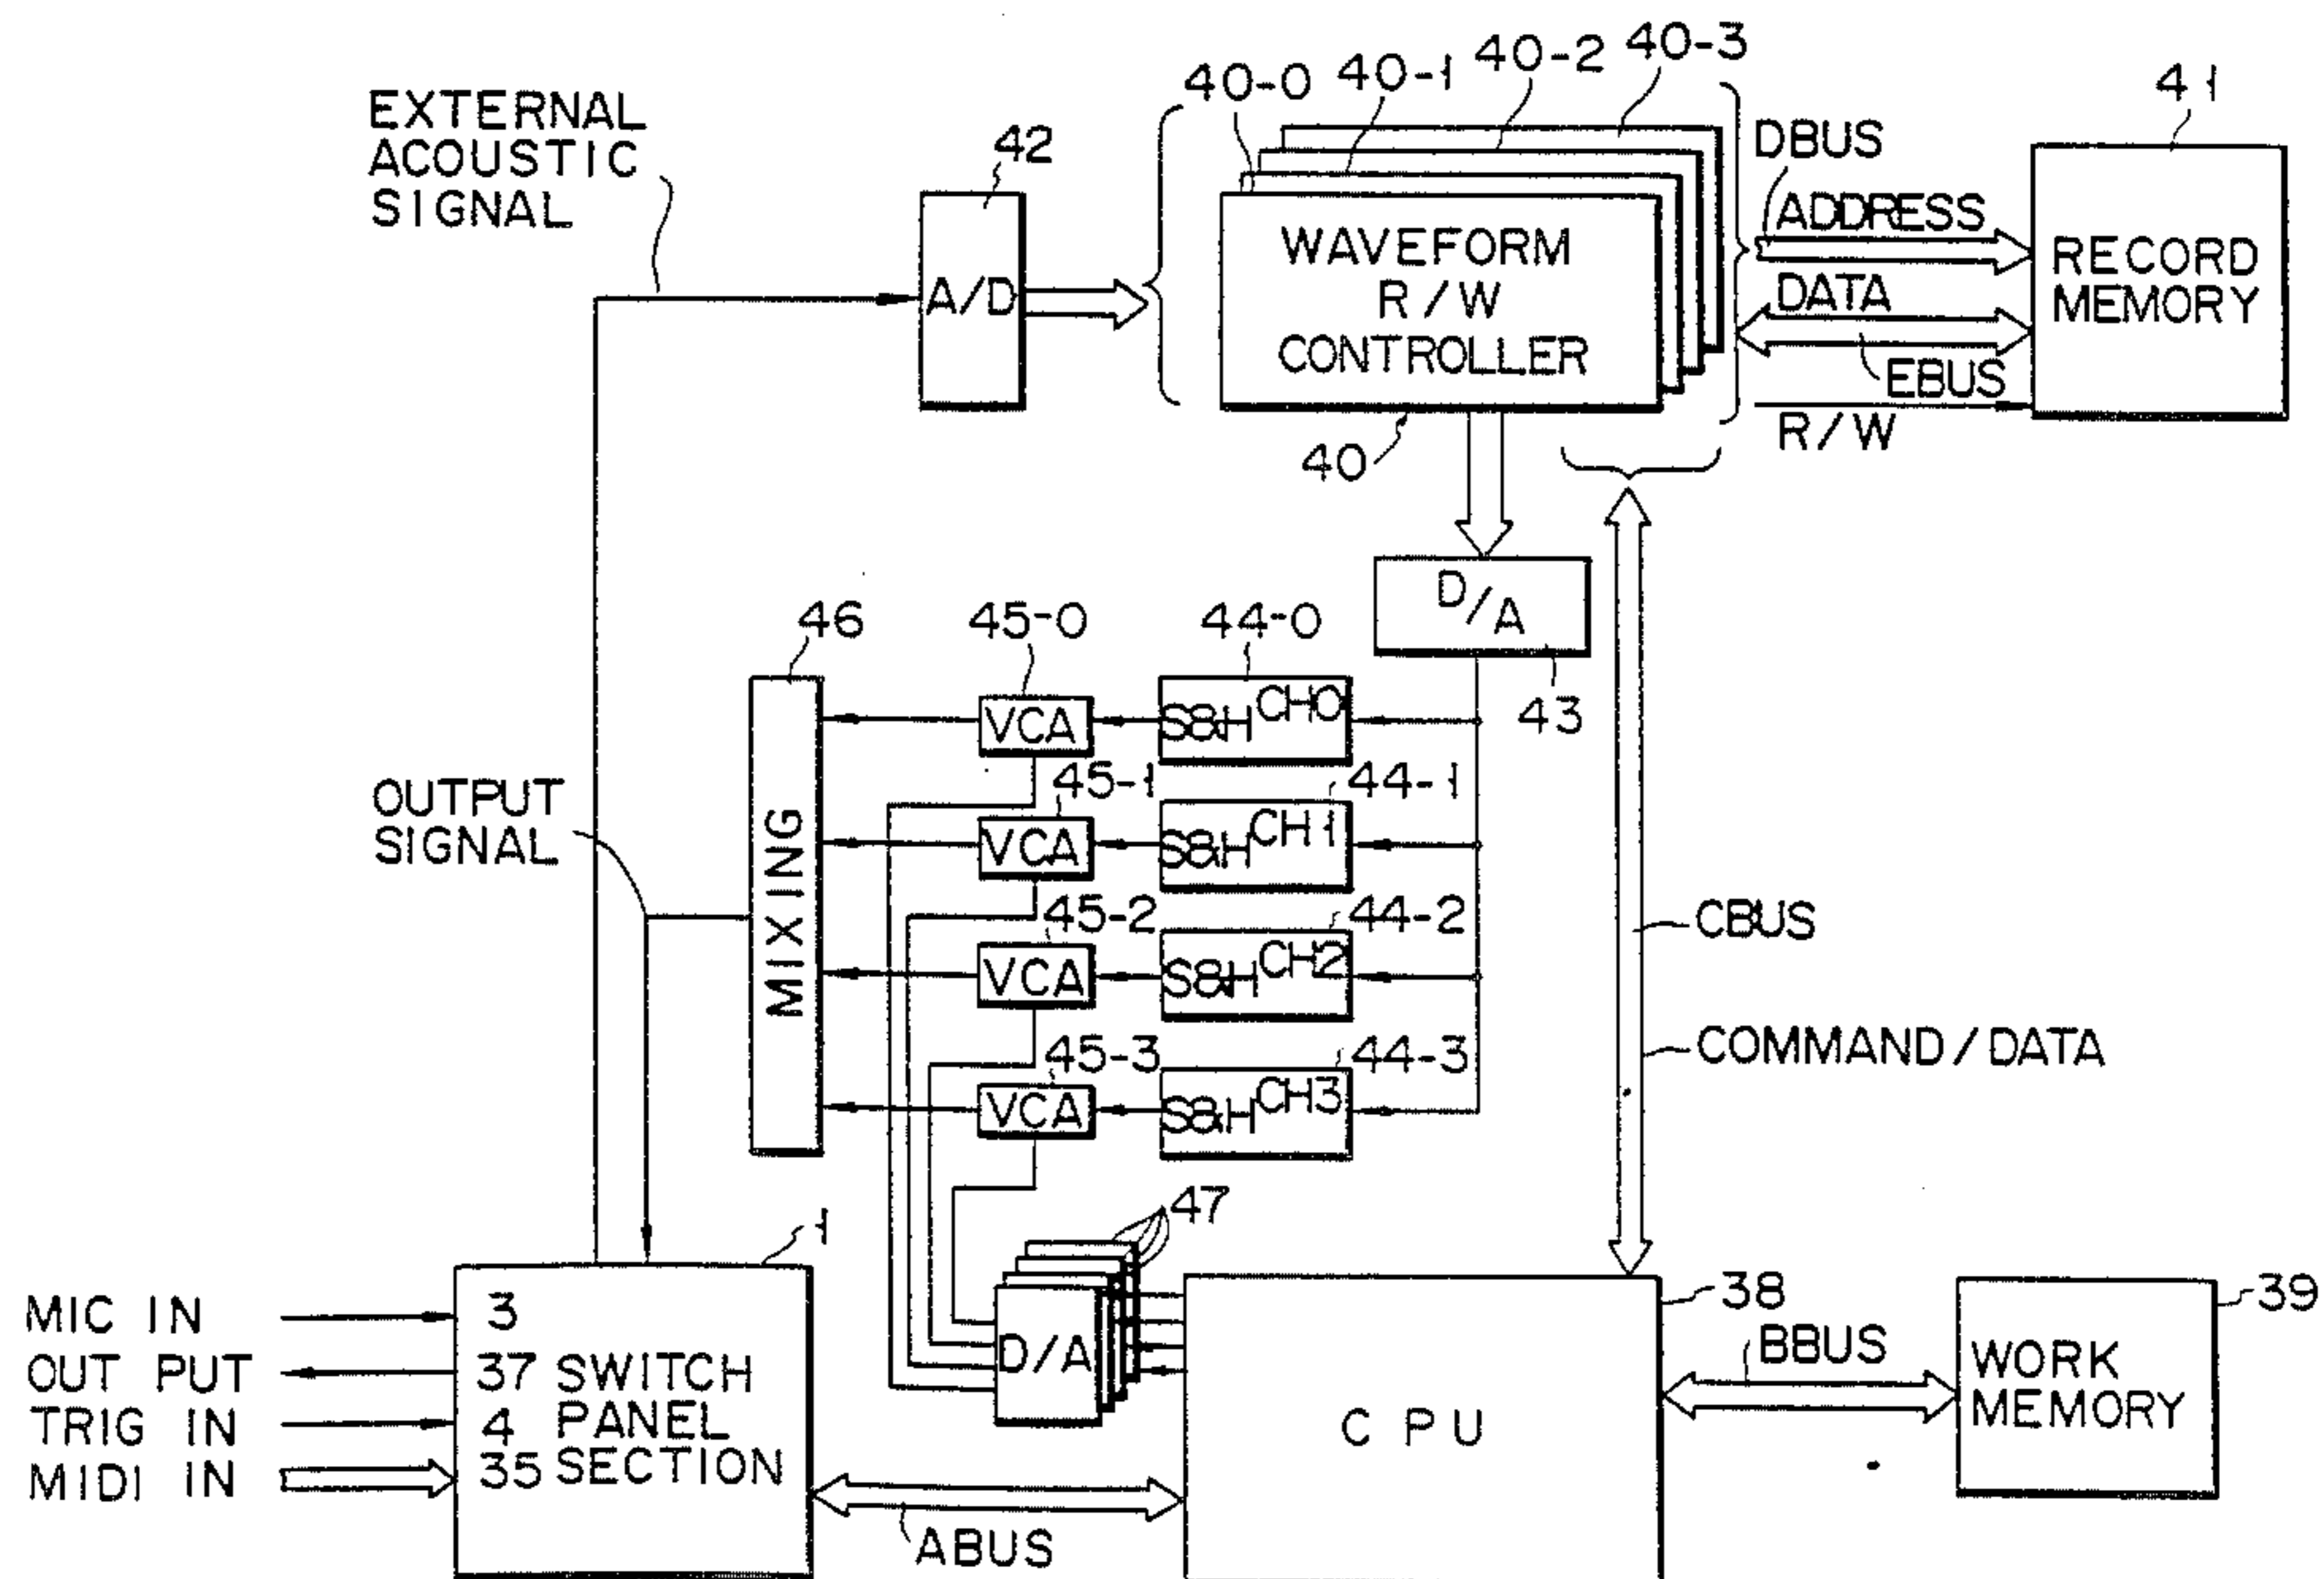 40-0
40-1
40-2
40-3
41
EXTERNAL
ACOUSTIC
SIGNAL
42
DBUS
ADDRESS
WAVEFORM
R/W
CONTROLLER
A/D
DATA
RECORD
MEMORY
EBUS
R/W
40
D/A
43
46
45-0
44-0
VCA
S&H CH0
OUTPUT
SIGNAL
MIXING
45-1
44-1
VCA
S&H CH1
45-2
44-2
VCA
S&H CH2
CBUS
45-3
44-3
VCA
S&H CH3
COMMAND/DATA
47
1
38
39
MIC IN
3
OUT PUT
37 SWITCH
TRIG IN
4 PANEL
MIDI IN
35 SECTION
D/A
CPU
BBUS
WORK
MEMORY
ABUS